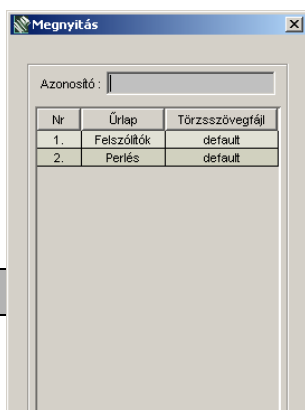 Megnyitás
Azonosító :
Nr Űrlap Törzsszövegfájl
1. Felszólítók default
2. Perlés default